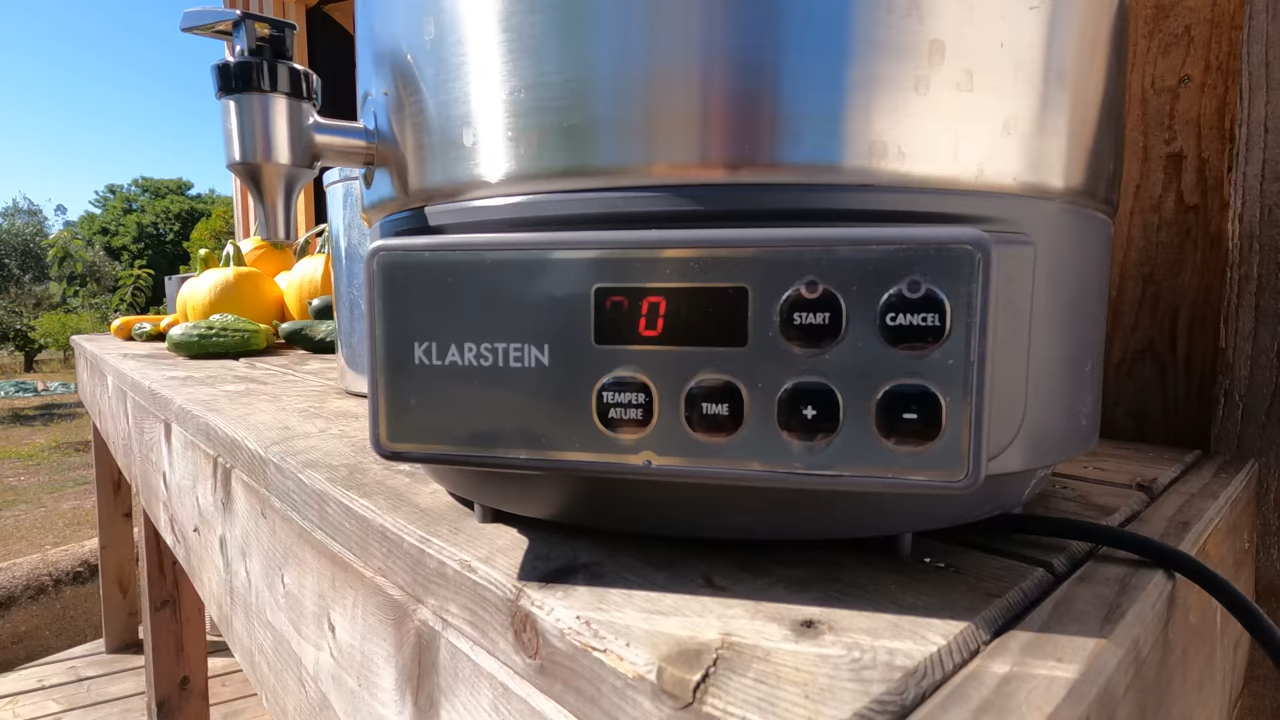 KLARSTEIN
0
START
CANCEL
TEMPER-
ATURE
TIME
+
-